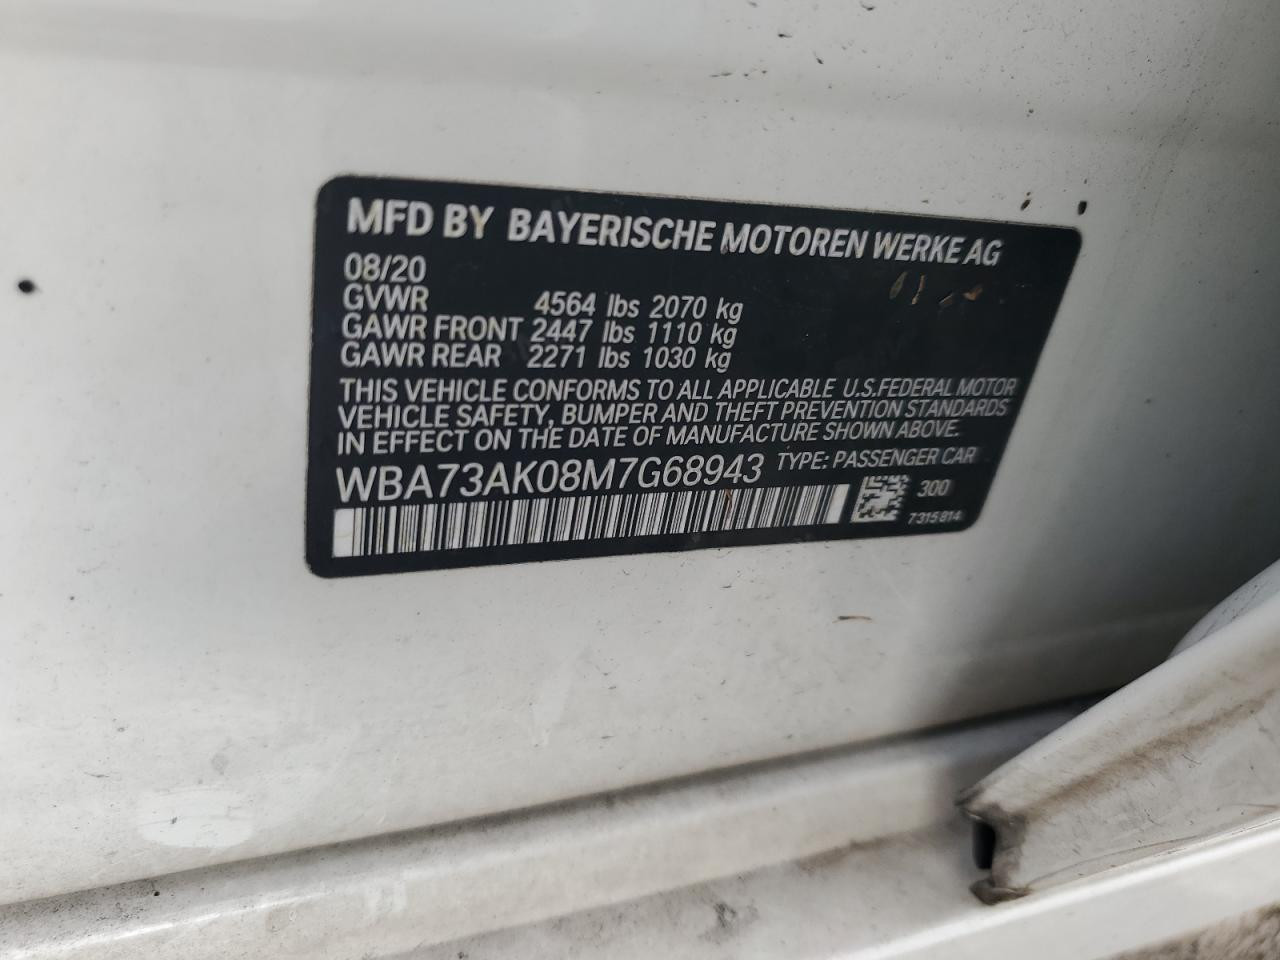 MFD BY BAYERISCHE MOTOREN WERKE AG
08/20
GVWR 4564 lbs 2070 kg
GAWR FRONT 2447 lbs 1110 kg
GAWR REAR 2271 lbs 1030 kg
THIS VEHICLE CONFORMS TO ALL APPLICABLE U.S.FEDERAL MOTOR
VEHICLE SAFETY, BUMPER AND THEFT PREVENTION STANDARDS
IN EFFECT ON THE DATE OF MANUFACTURE SHOWN ABOVE.
WBA73AK08M7G68943 TYPE: PASSENGER CAR
300
7315814